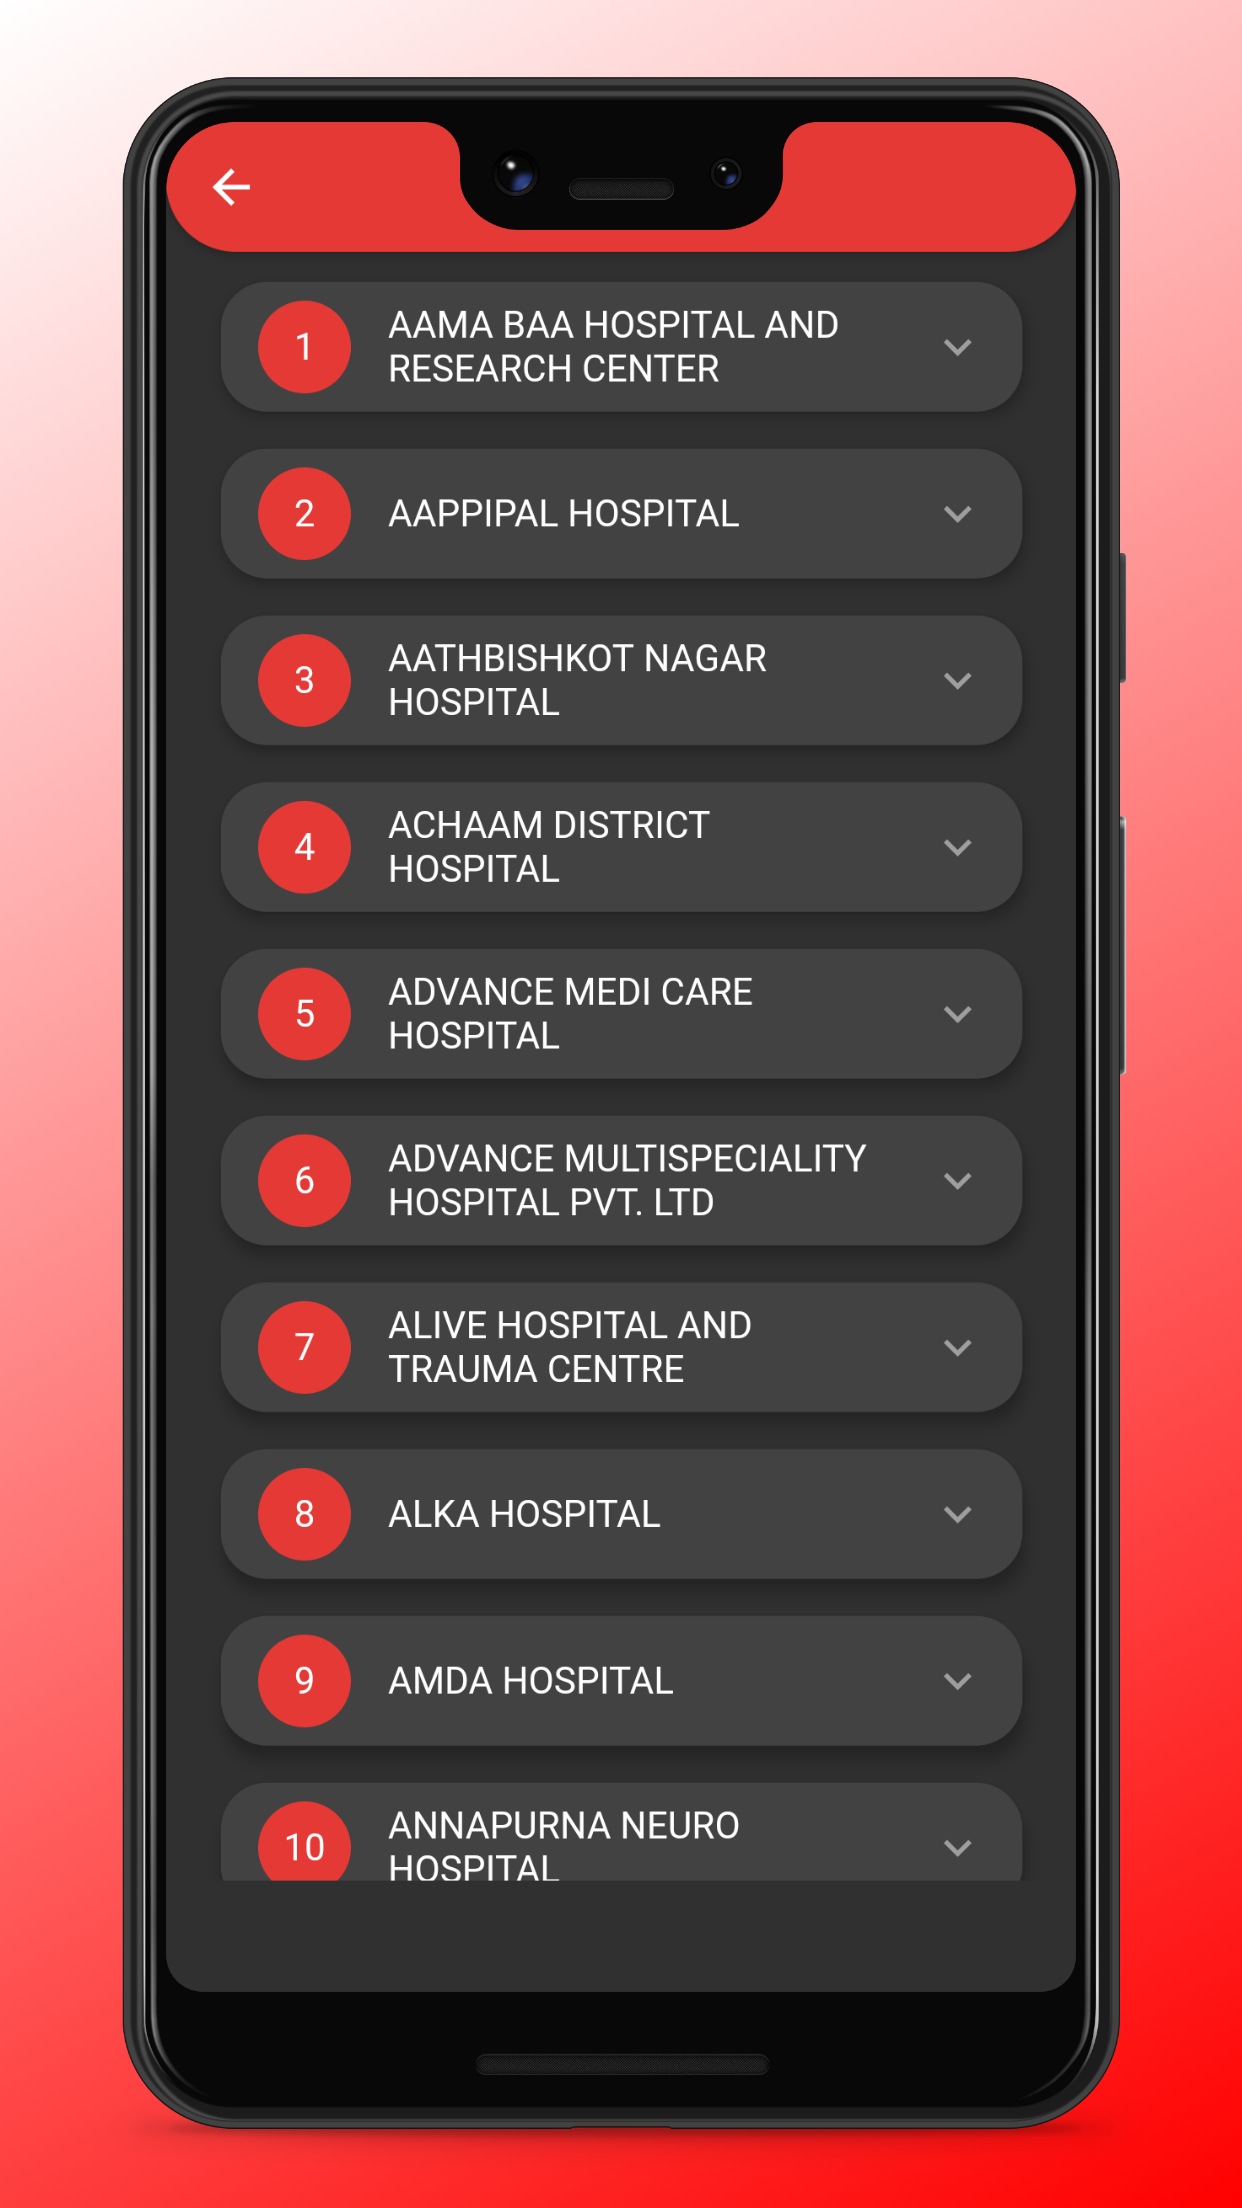 1
AAMA BAA HOSPITAL AND
RESEARCH CENTER
2
AAPPIPAL HOSPITAL
3
AATHBISHKOT NAGAR
HOSPITAL
4
ACHAAM DISTRICT
HOSPITAL
5
ADVANCE MEDI CARE
HOSPITAL
6
ADVANCE MULTISPECIALITY
HOSPITAL PVT. LTD
7
ALIVE HOSPITAL AND
TRAUMA CENTRE
8
ALKA HOSPITAL
9
AMDA HOSPITAL
10
ANNAPURNA NEURO
HOSPITAL